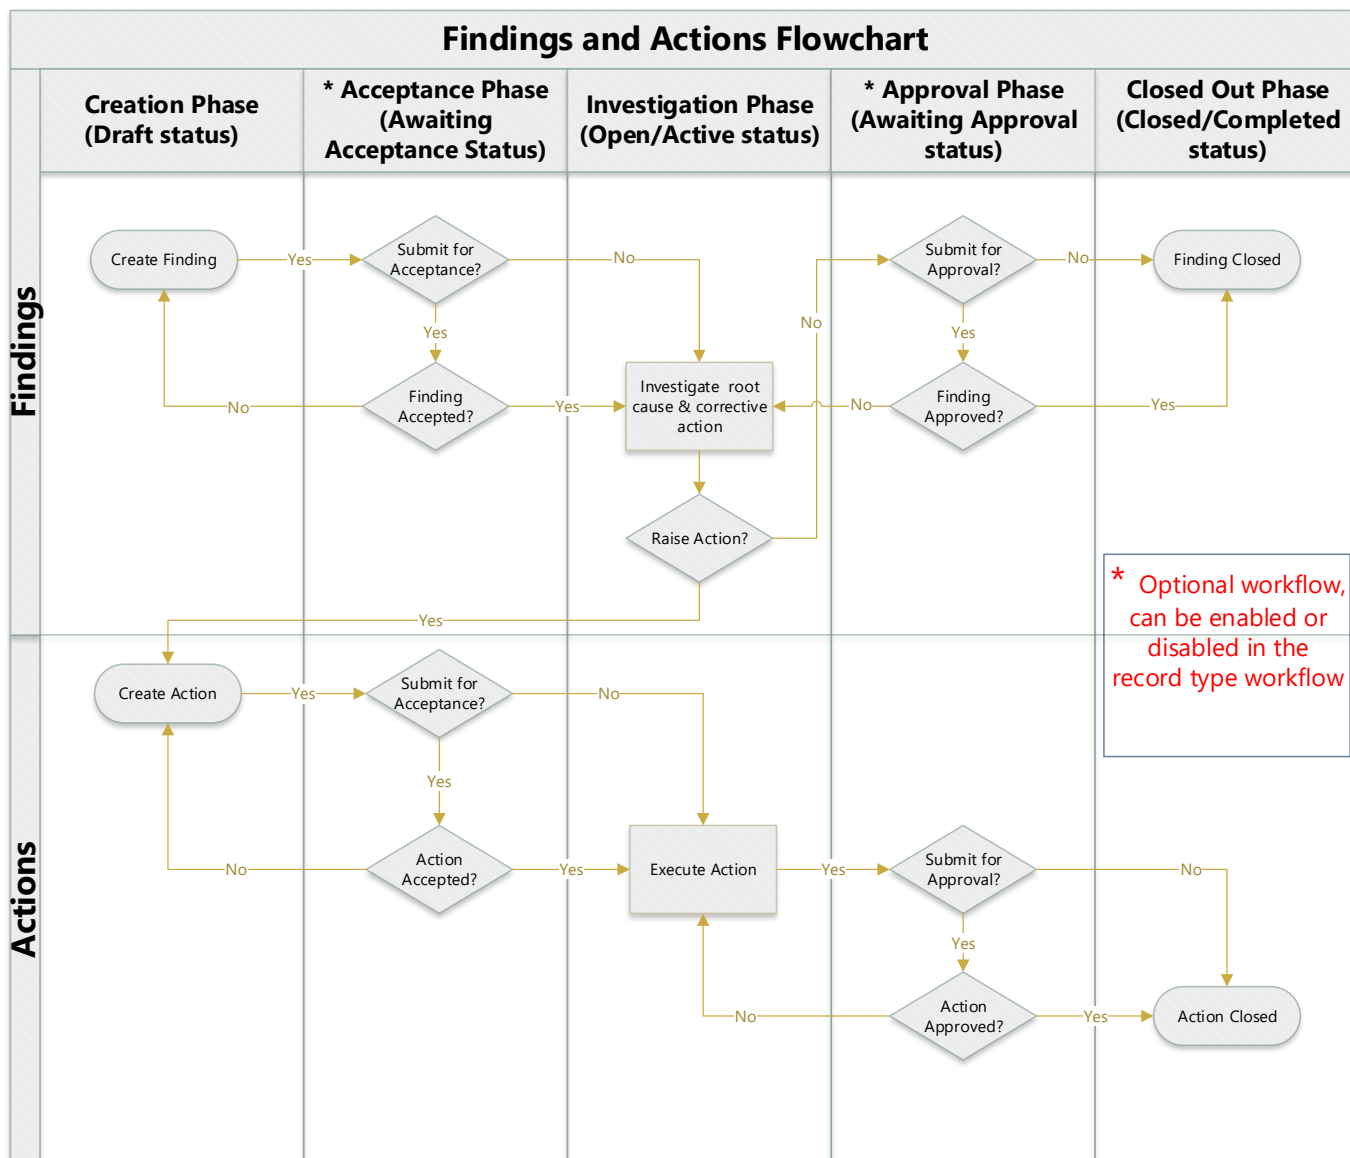 Findings and Actions Flowchart
Creation Phase
(Draft status)
* Acceptance Phase
(Awaiting
Acceptance Status)
Investigation Phase
(Open/Active status)
* Approval Phase
(Awaiting Approval
status)
Closed Out Phase
(Closed/Completed
status)
Findings
Create Finding
Yes
Submit for
Acceptance?
No
Yes
Finding
Accepted?
No
Yes
Investigate root
cause & corrective
action
Raise Action?
No
Yes
Submit for
Approval?
No
Yes
Finding
Approved?
No
Yes
Finding Closed
* Optional workflow,
can be enabled or
disabled in the
record type workflow
Actions
Create Action
Yes
Submit for
Acceptance?
No
Yes
Action
Accepted?
No
Yes
Execute Action
Yes
Submit for
Approval?
No
Yes
Action
Approved?
No
Yes
Action Closed